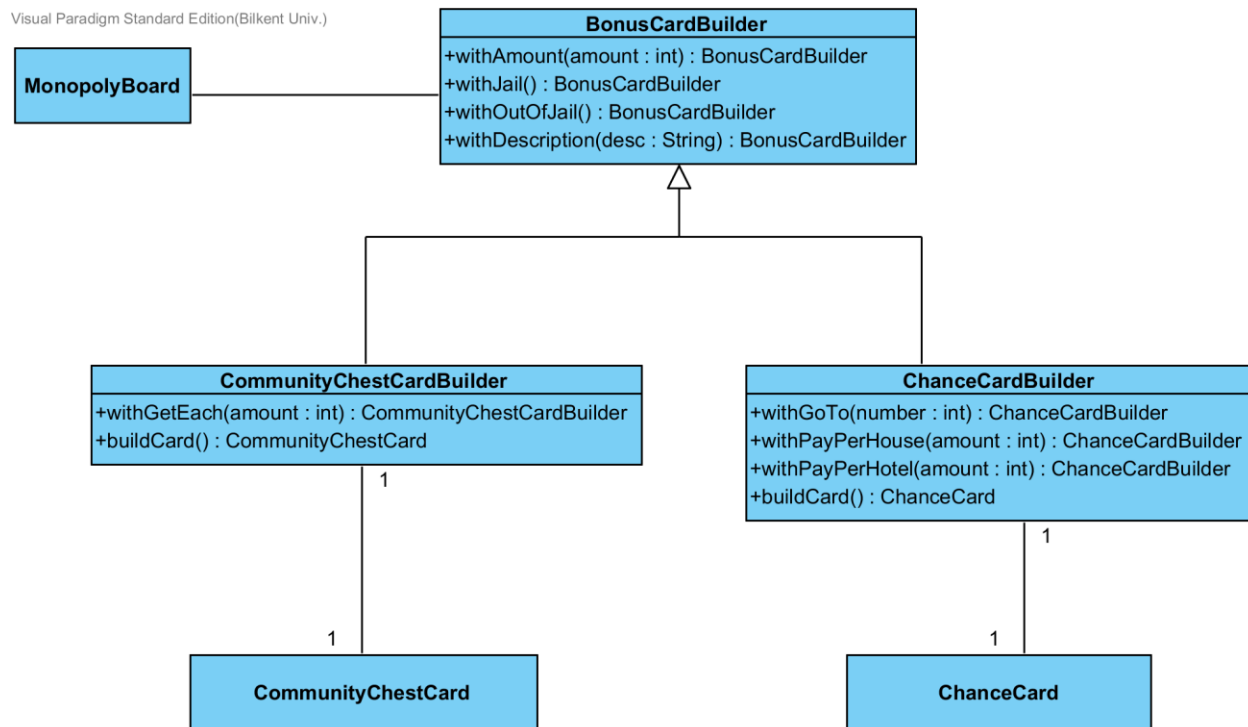 Visual Paradigm Standard Edition(Bilkent Univ.)
MonopolyBoard
BonusCardBuilder
+withAmount(amount : int) : BonusCardBuilder
+withJail() : BonusCardBuilder
+withOutOfJail() : BonusCardBuilder
+withDescription(desc : String) : BonusCardBuilder
CommunityChestCardBuilder
+withGetEach(amount : int) : CommunityChestCardBuilder
+buildCard() : CommunityChestCard
ChanceCardBuilder
+withGoTo(number : int) : ChanceCardBuilder
+withPayPerHouse(amount : int) : ChanceCardBuilder
+withPayPerHotel(amount : int) : ChanceCardBuilder
+buildCard() : ChanceCard
1
1
1
1
CommunityChestCard
ChanceCard